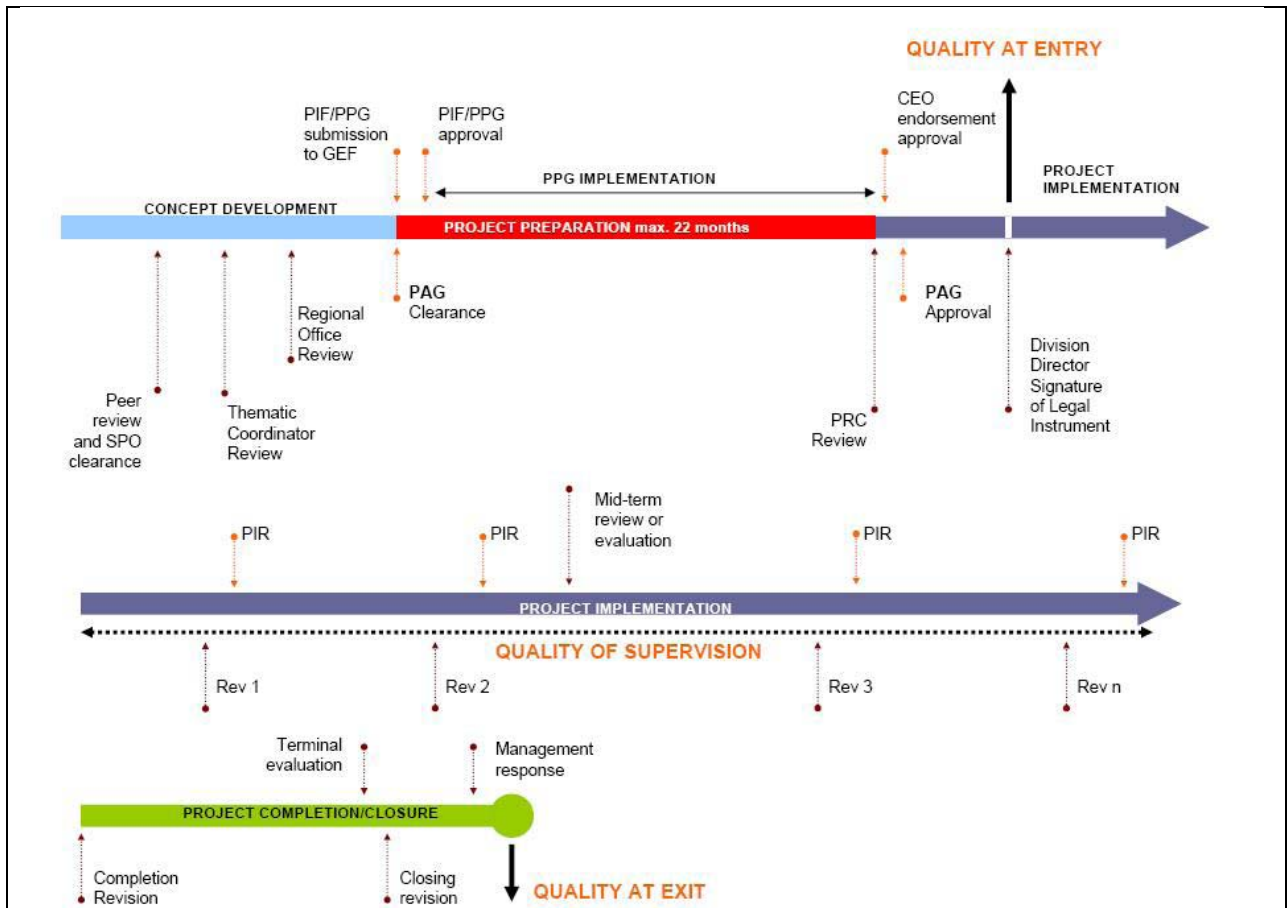 QUALITY AT ENTRY
PIF/PPG
submission
to GEF
PIF/PPG
approval
CEO
endorsement
approval
PPG IMPLEMENTATION
PROJECT
IMPLEMENTATION
CONCEPT DEVELOPMENT
PROJECT PREPARATION max. 22 months
PAG
Clearance
PAG
Approval
Regional
Office
Review
Peer
review
and SPO
clearance
Thematic
Coordinator
Review
PRC
Review
Division
Director
Signature
of Legal
Instrument
PIR
PIR
Mid-term
review or
evaluation
PIR
PIR
PROJECT IMPLEMENTATION
QUALITY OF SUPERVISION
Rev 1
Rev 2
Rev 3
Rev n
Terminal
evaluation
Management
response
PROJECT COMPLETION/CLOSURE
Completion
Revision
Closing
revision
QUALITY AT EXIT